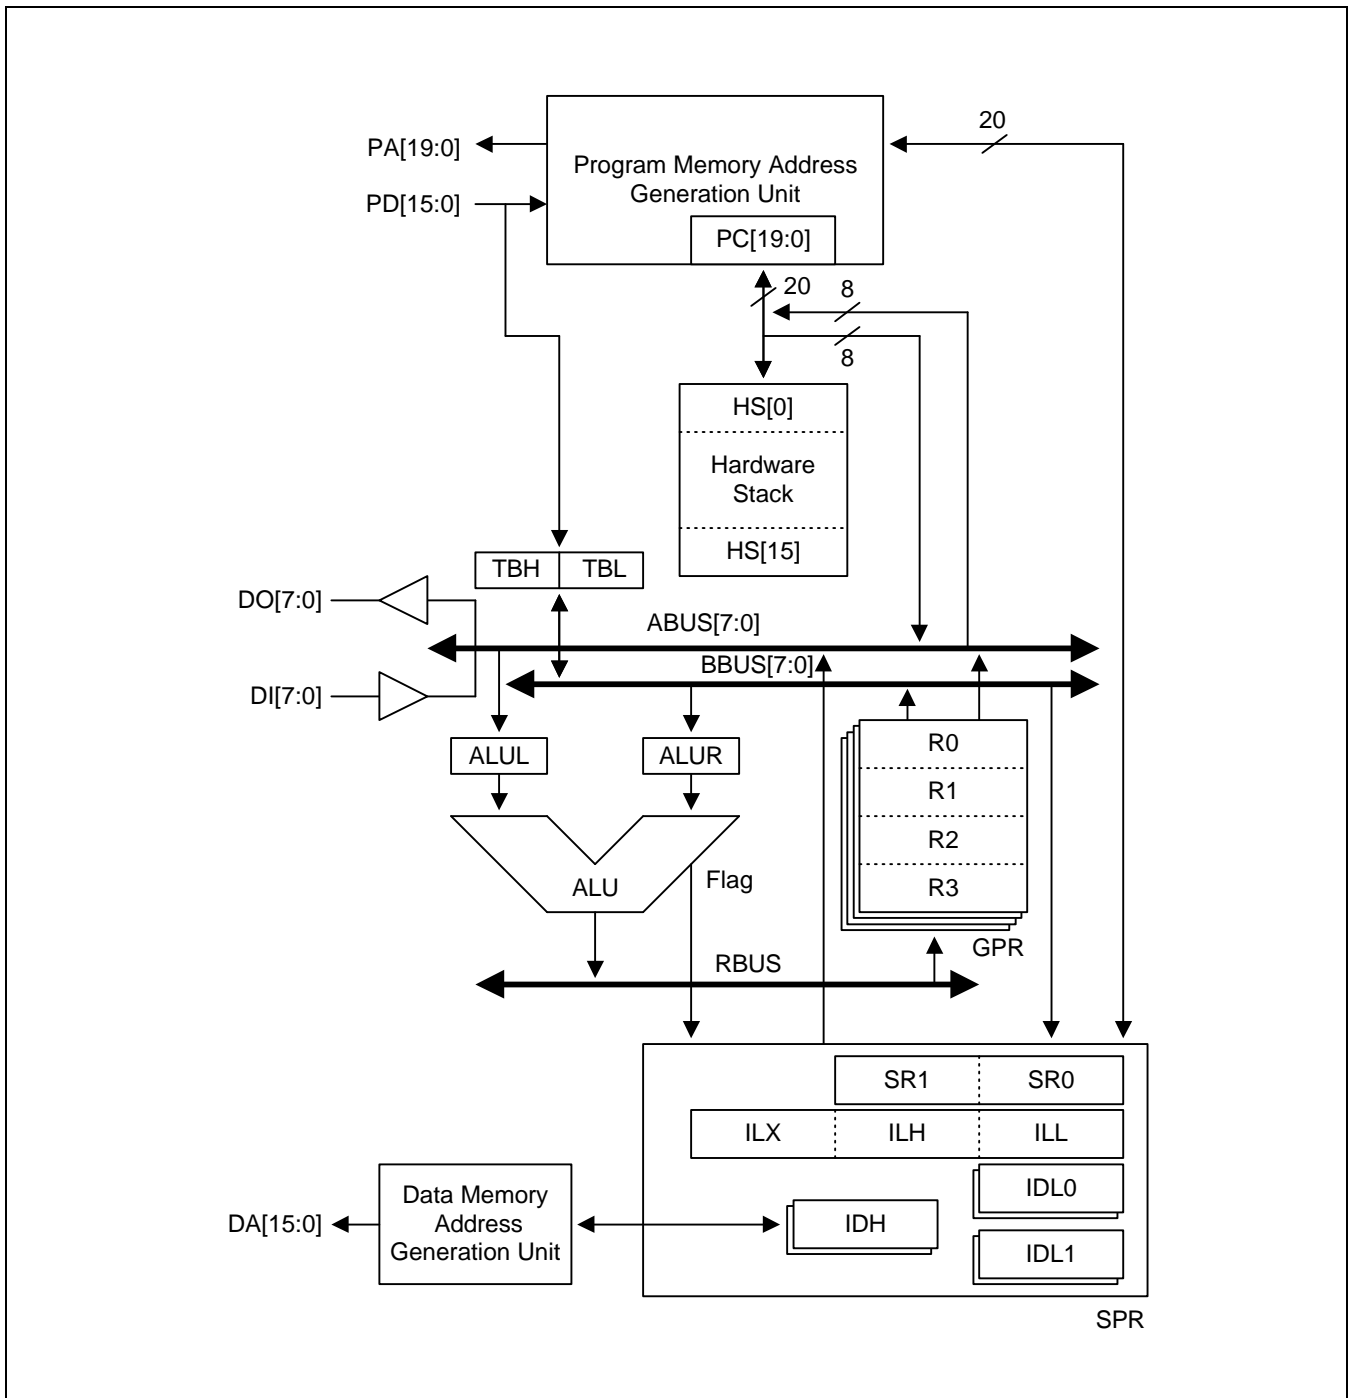 20
PA[19:0]
Program Memory Address
Generation Unit
PD[15:0]
PC[19:0]
20
8
8
HS[0]
Hardware
Stack
HS[15]
TBH
TBL
DO[7:0]
ABUS[7:0]
BBUS[7:0]
DI[7:0]
ALUL
ALUR
R0
R1
R2
R3
ALU
Flag
GPR
RBUS
SR1
SR0
ILX
ILH
ILL
IDL0
Data Memory
Address
Generation Unit
DA[15:0]
IDH
IDL1
SPR